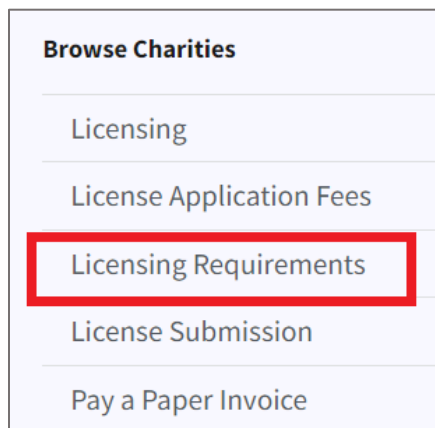 Browse Charities
Licensing
License Application Fees
Licensing Requirements
License Submission
Pay a Paper Invoice